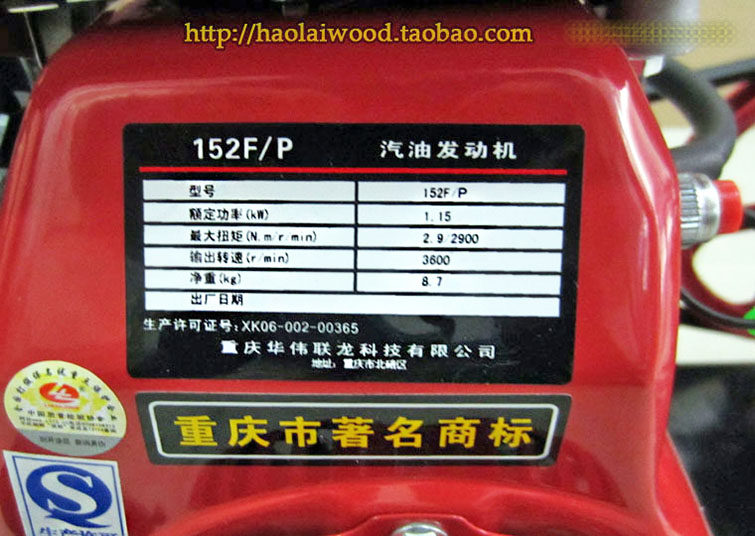 http://haolaiwood.taobao.com
152F/P 汽油发动机
型号 152F/P
额定功率(kW) 1.15
最大扭矩(N.m/r.min) 2.9/2900
输出转速(r/min) 3600
净重(kg) 8.7
出厂日期
生产许可证号:XK06-002-00365
重庆华伟联龙科技有限公司
地址:重庆市北碚区
重庆市著名商标
生产许可